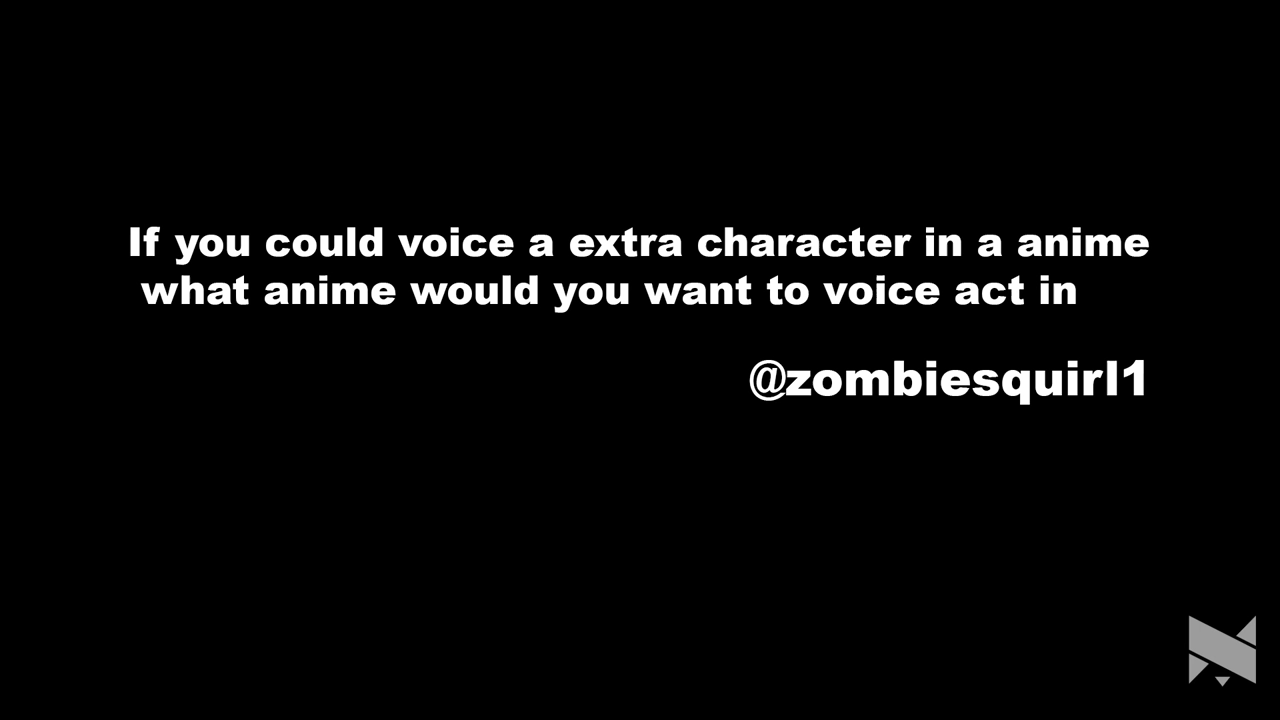 If you could voice a extra character in a anime
what anime would you want to voice act in
@zombiesquirl1